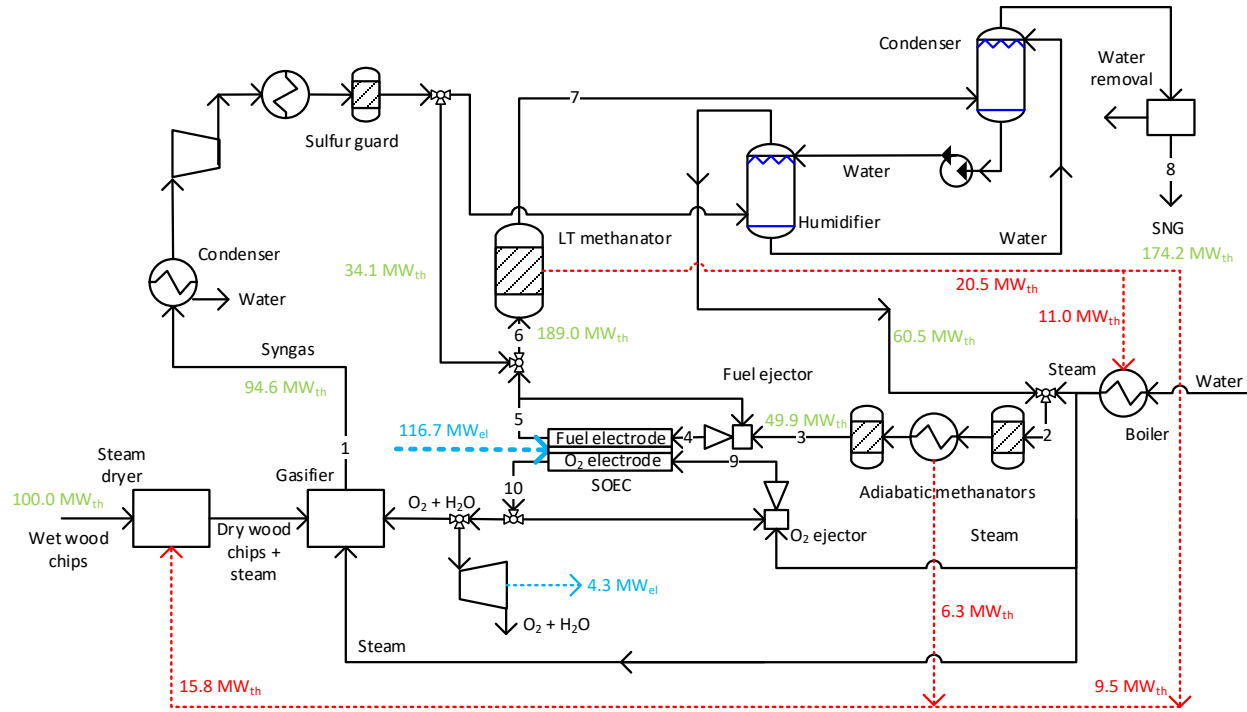 Condenser
Water
removal
7
Sulfur guard
Water
8
Humidifier
SNG
LT methanator
Water
174.2 MWth
Condenser
34.1 MWth
20.5 MWth
Water
11.0 MWth
6
189.0 MWth
60.5 MWth
Syngas
Fuel ejector
Steam
94.6 MWth
Water
5
49.9 MWth
116.7 MWel
Fuel electrode
4
3
2
Boiler
1
O2 electrode
9
Steam
dryer
Gasifier
10
SOEC
Adiabatic methanators
100.0 MWth
O2 + H2O
Wet wood
chips
Dry wood
chips +
steam
O2 ejector
Steam
4.3 MWel
6.3 MWth
O2 + H2O
Steam
15.8 MWth
9.5 MWth